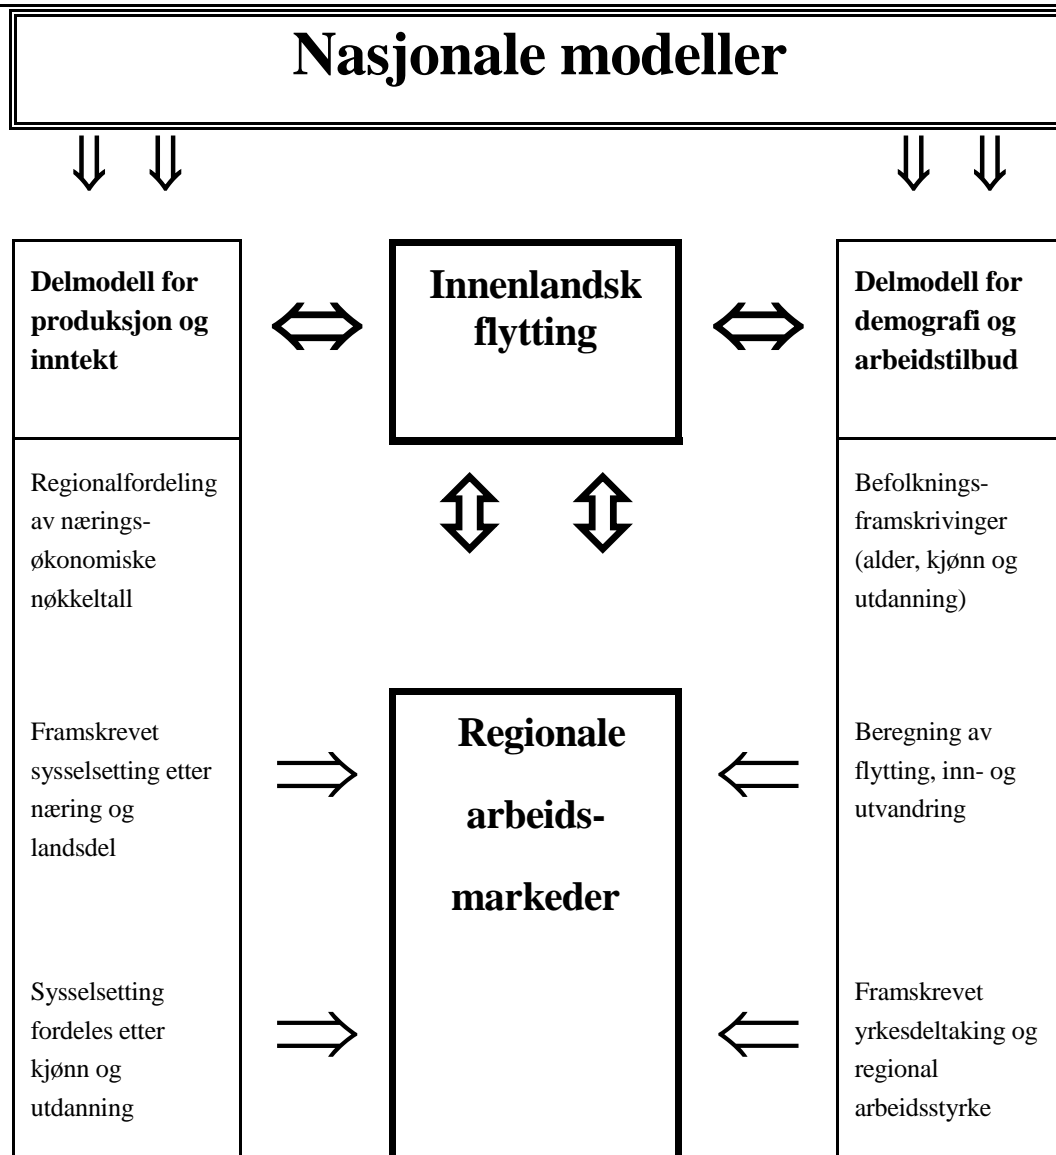 Nasjonale modeller
Delmodell for
produksjon og
inntekt
Innenlandsk
flytting
Delmodell for
demografi og
arbeidstilbud
Regionalfordeling
av nærings-
økonomiske
nøkkeltall
Befolknings-
framskrivinger
(alder, kjønn og
utdanning)
Framskrevet
sysselsetting etter
næring og
landsdel
Regionale
arbeids-
markeder
Beregning av
flytting, inn- og
utvandring
Sysselsetting
fordeles etter
kjønn og
utdanning
Framskrevet
yrkesdeltaking og
regional
arbeidsstyrke